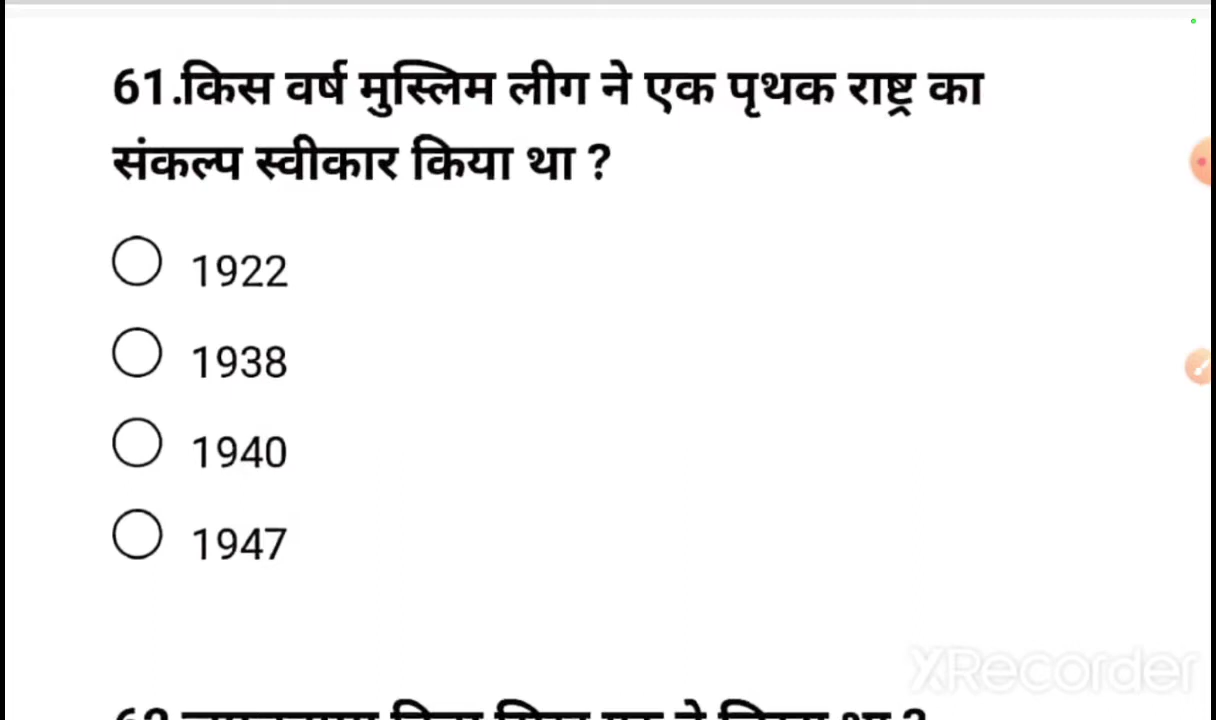 61.किस वर्ष मुस्लिम लीग ने एक पृथक राष्ट्र का
संकल्प स्वीकार किया था ?
1922
1938
1940
1947
XRecorder